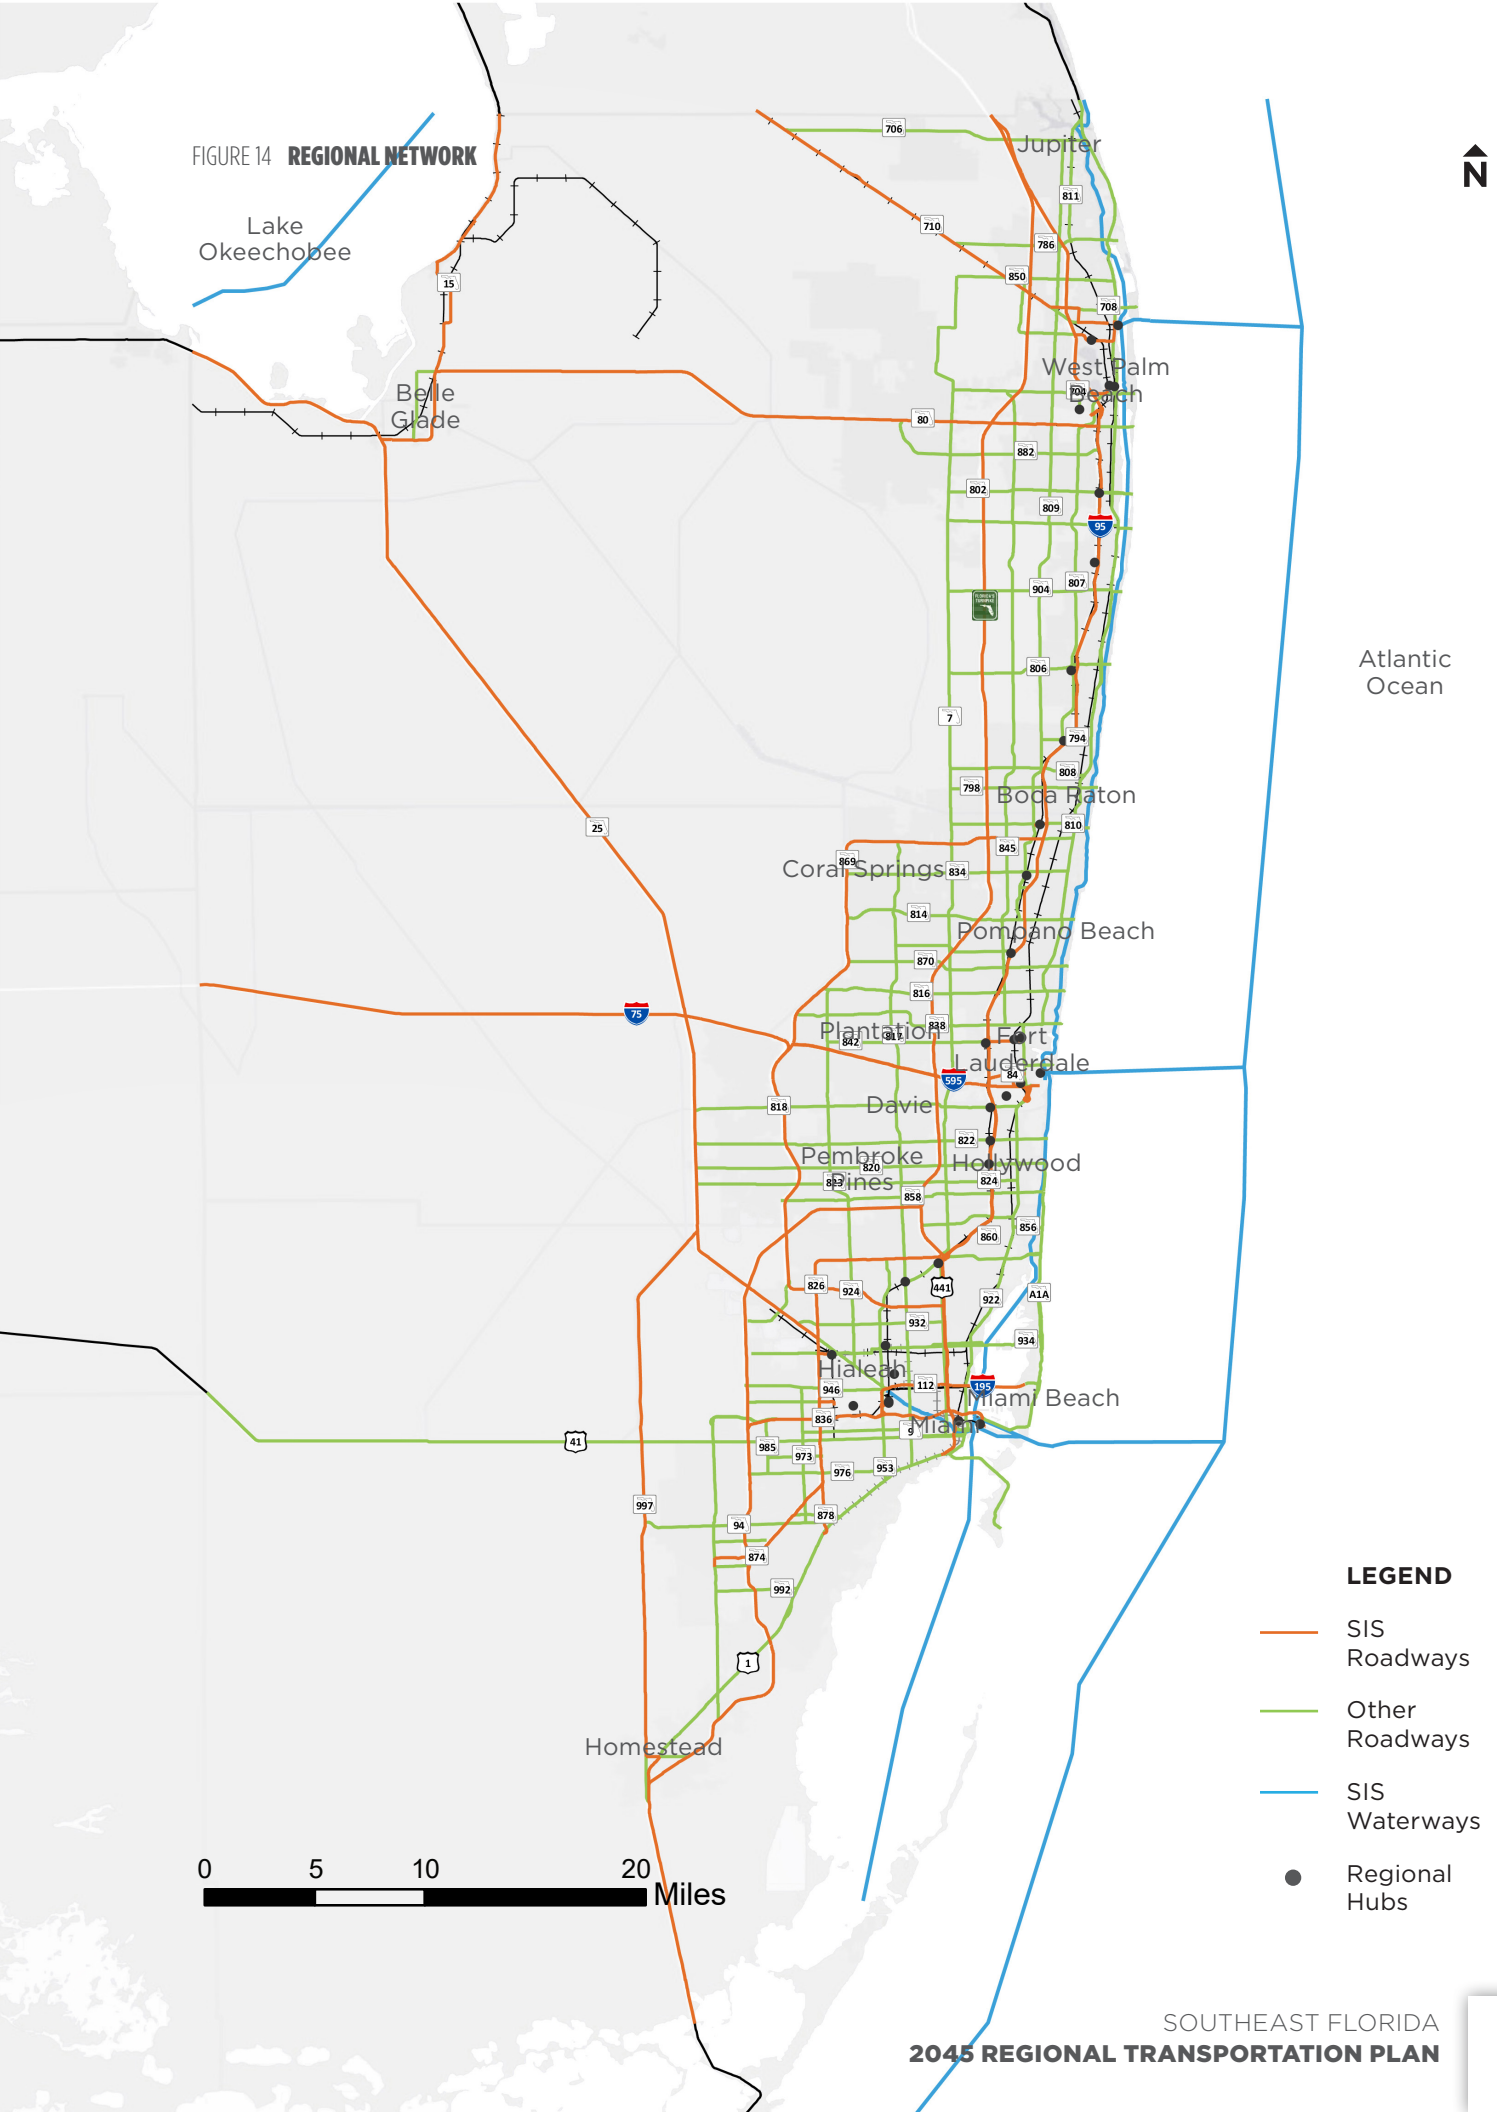 FIGURE 14 REGIONAL NETWORK
N
Lake
Okeechobee
Jupiter
706
811
710
786
850
15
708
West Palm
Beach
704
Belle
Glade
80
882
802
809
95
904
807
FLORIDA'S
TURNPIKE
806
Atlantic
Ocean
7
794
808
798
Boca Raton
25
810
845
869
Coral Springs
834
814
Pompano Beach
870
816
75
838
Plantation
817
842
Fort
Lauderdale
84
595
818
Davie
822
Pembroke
Pines
820
Hollywood
823
824
858
856
860
826
924
441
922
A1A
932
934
Hialeah
946
112
195
Miami Beach
836
9
Miami
41
985
973
976
953
997
94
878
874
992
1
Homestead
LEGEND
SIS
Roadways
Other
Roadways
SIS
Waterways
Regional
Hubs
0 5 10 20
Miles
SOUTHEAST FLORIDA
2045 REGIONAL TRANSPORTATION PLAN